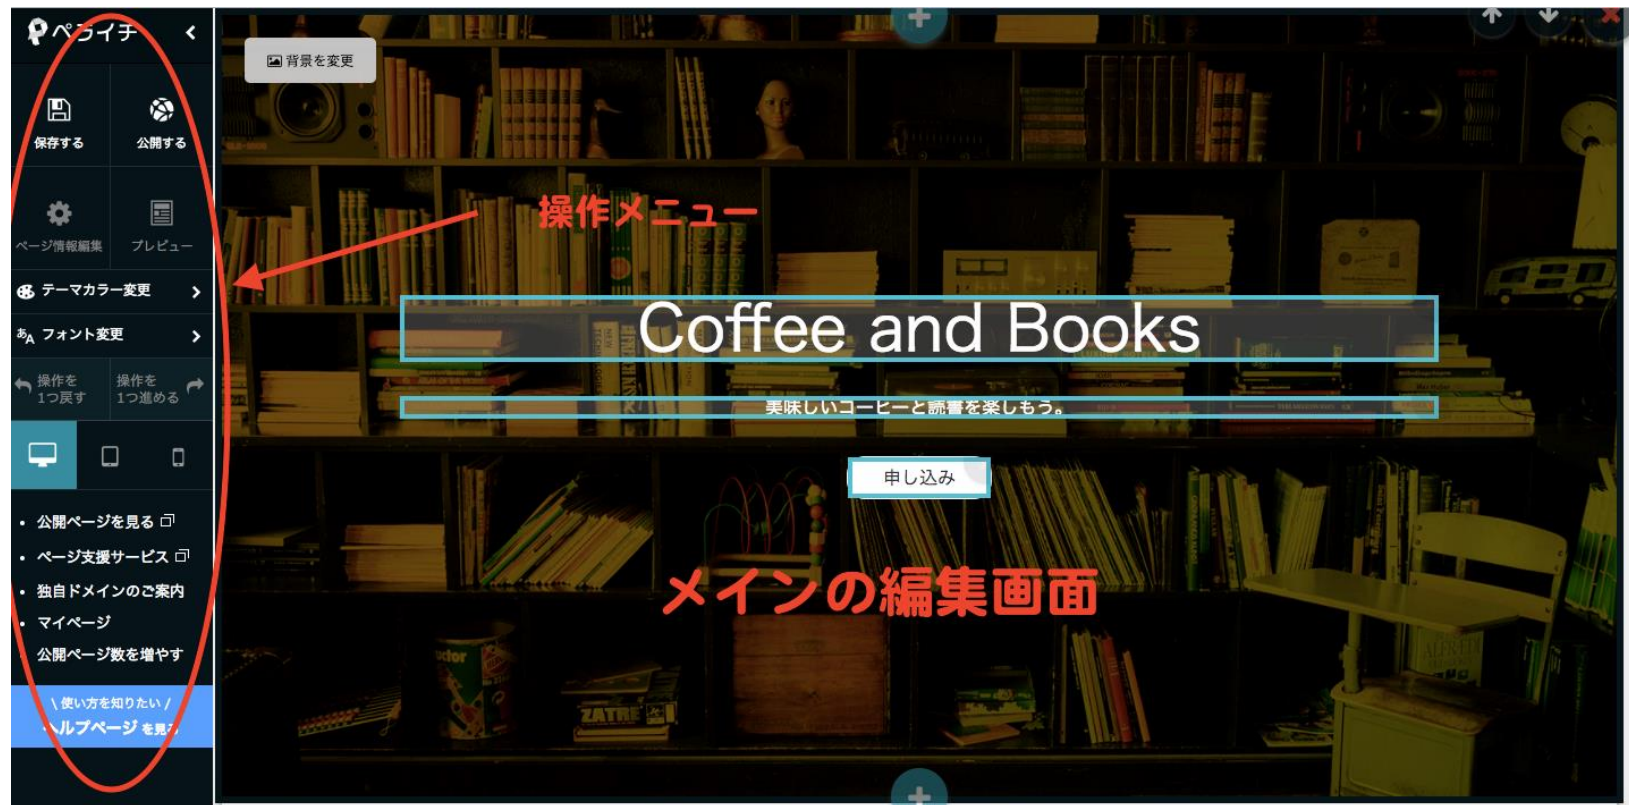 ペライチ
保存する
公開する
ページ情報編集
プレビュー
テーマカラー変更
あA フォント変更
操作を
1つ戻す
操作を
1つ進める
公開ページを見る
ページ支援サービス
独自ドメインのご案内
マイページ
公開ページ数を増やす
\ 使い方を知りたい /
ヘルプページ を見る
背景を変更
操作メニュー
Coffee and Books
美味しいコーヒーと読書を楽しもう。
申し込み
メインの編集画面
ZATRE